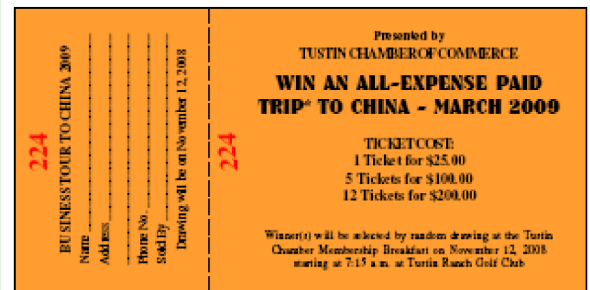 224
BUSINESS TOUR TO CHINA 2009
Name
Address
Phone No.
Sold By
Drawing will be on November 12, 2008
224
Presented by
TUSTIN CHAMBER OF COMMERCE
WIN AN ALL-EXPENSE PAID
TRIP* TO CHINA - MARCH 2009
TICKET COST:
1 Ticket for $25.00
5 Tickets for $100.00
12 Tickets for $200.00
Winner(s) will be selected by random drawing at the Tustin
Chamber Membership Breakfast on November 12, 2008
starting at 7:15 a.m. at Tustin Ranch Golf Club